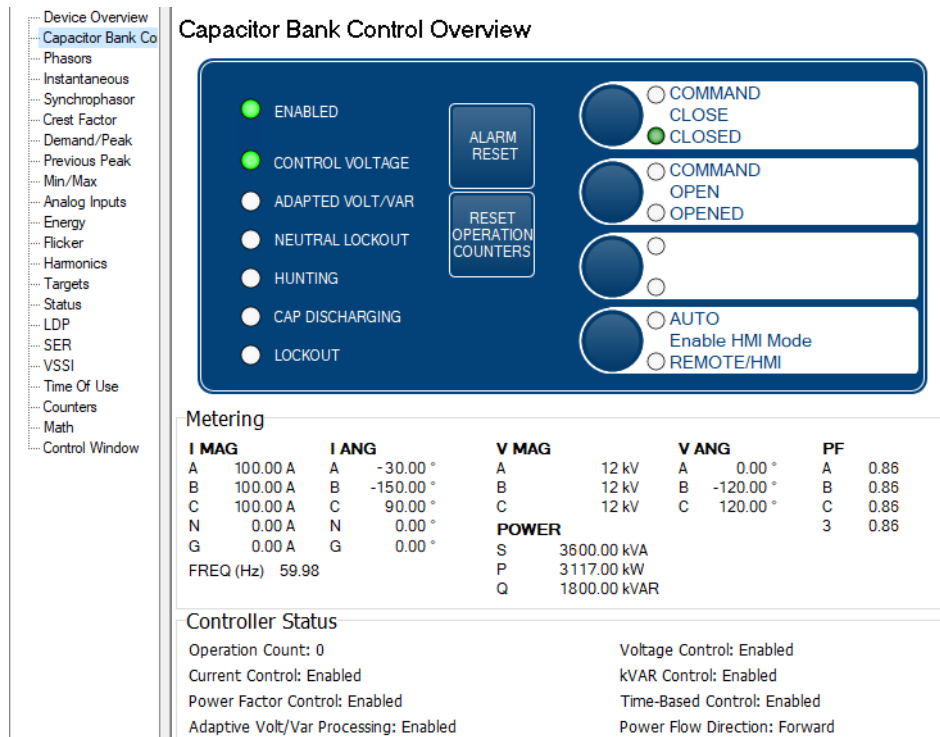 Device Overview
Capacitor Bank Co
Phasors
Instantaneous
Synchrophasor
Crest Factor
Demand/Peak
Previous Peak
Min/Max
Analog Inputs
Energy
Flicker
Harmonics
Targets
Status
LDP
SER
VSSI
Time Of Use
Counters
Math
Control Window
Capacitor Bank Control Overview
ENABLED
CONTROL VOLTAGE
ADAPTED VOLT/VAR
NEUTRAL LOCKOUT
HUNTING
CAP DISCHARGING
LOCKOUT
ALARM
RESET
RESET
OPERATION
COUNTERS
COMMAND
CLOSE
CLOSED
COMMAND
OPEN
OPENED
AUTO
Enable HMI Mode
REMOTE/HMI
Metering
I MAG I ANG V MAG V ANG PF
A 100.00 A A -30.00 ° A 12 kV A 0.00 ° A 0.86
B 100.00 A B -150.00 ° B 12 kV B -120.00 ° B 0.86
C 100.00 A C 90.00 ° C 12 kV C 120.00 ° C 0.86
N 0.00 A N 0.00 ° POWER 3 0.86
G 0.00 A G 0.00 ° S 3600.00 kVA
FREQ (Hz) 59.98 P 3117.00 kW
Q 1800.00 kVAR
Controller Status
Operation Count: 0 Voltage Control: Enabled
Current Control: Enabled kVAR Control: Enabled
Power Factor Control: Enabled Time-Based Control: Enabled
Adaptive Volt/Var Processing: Enabled Power Flow Direction: Forward